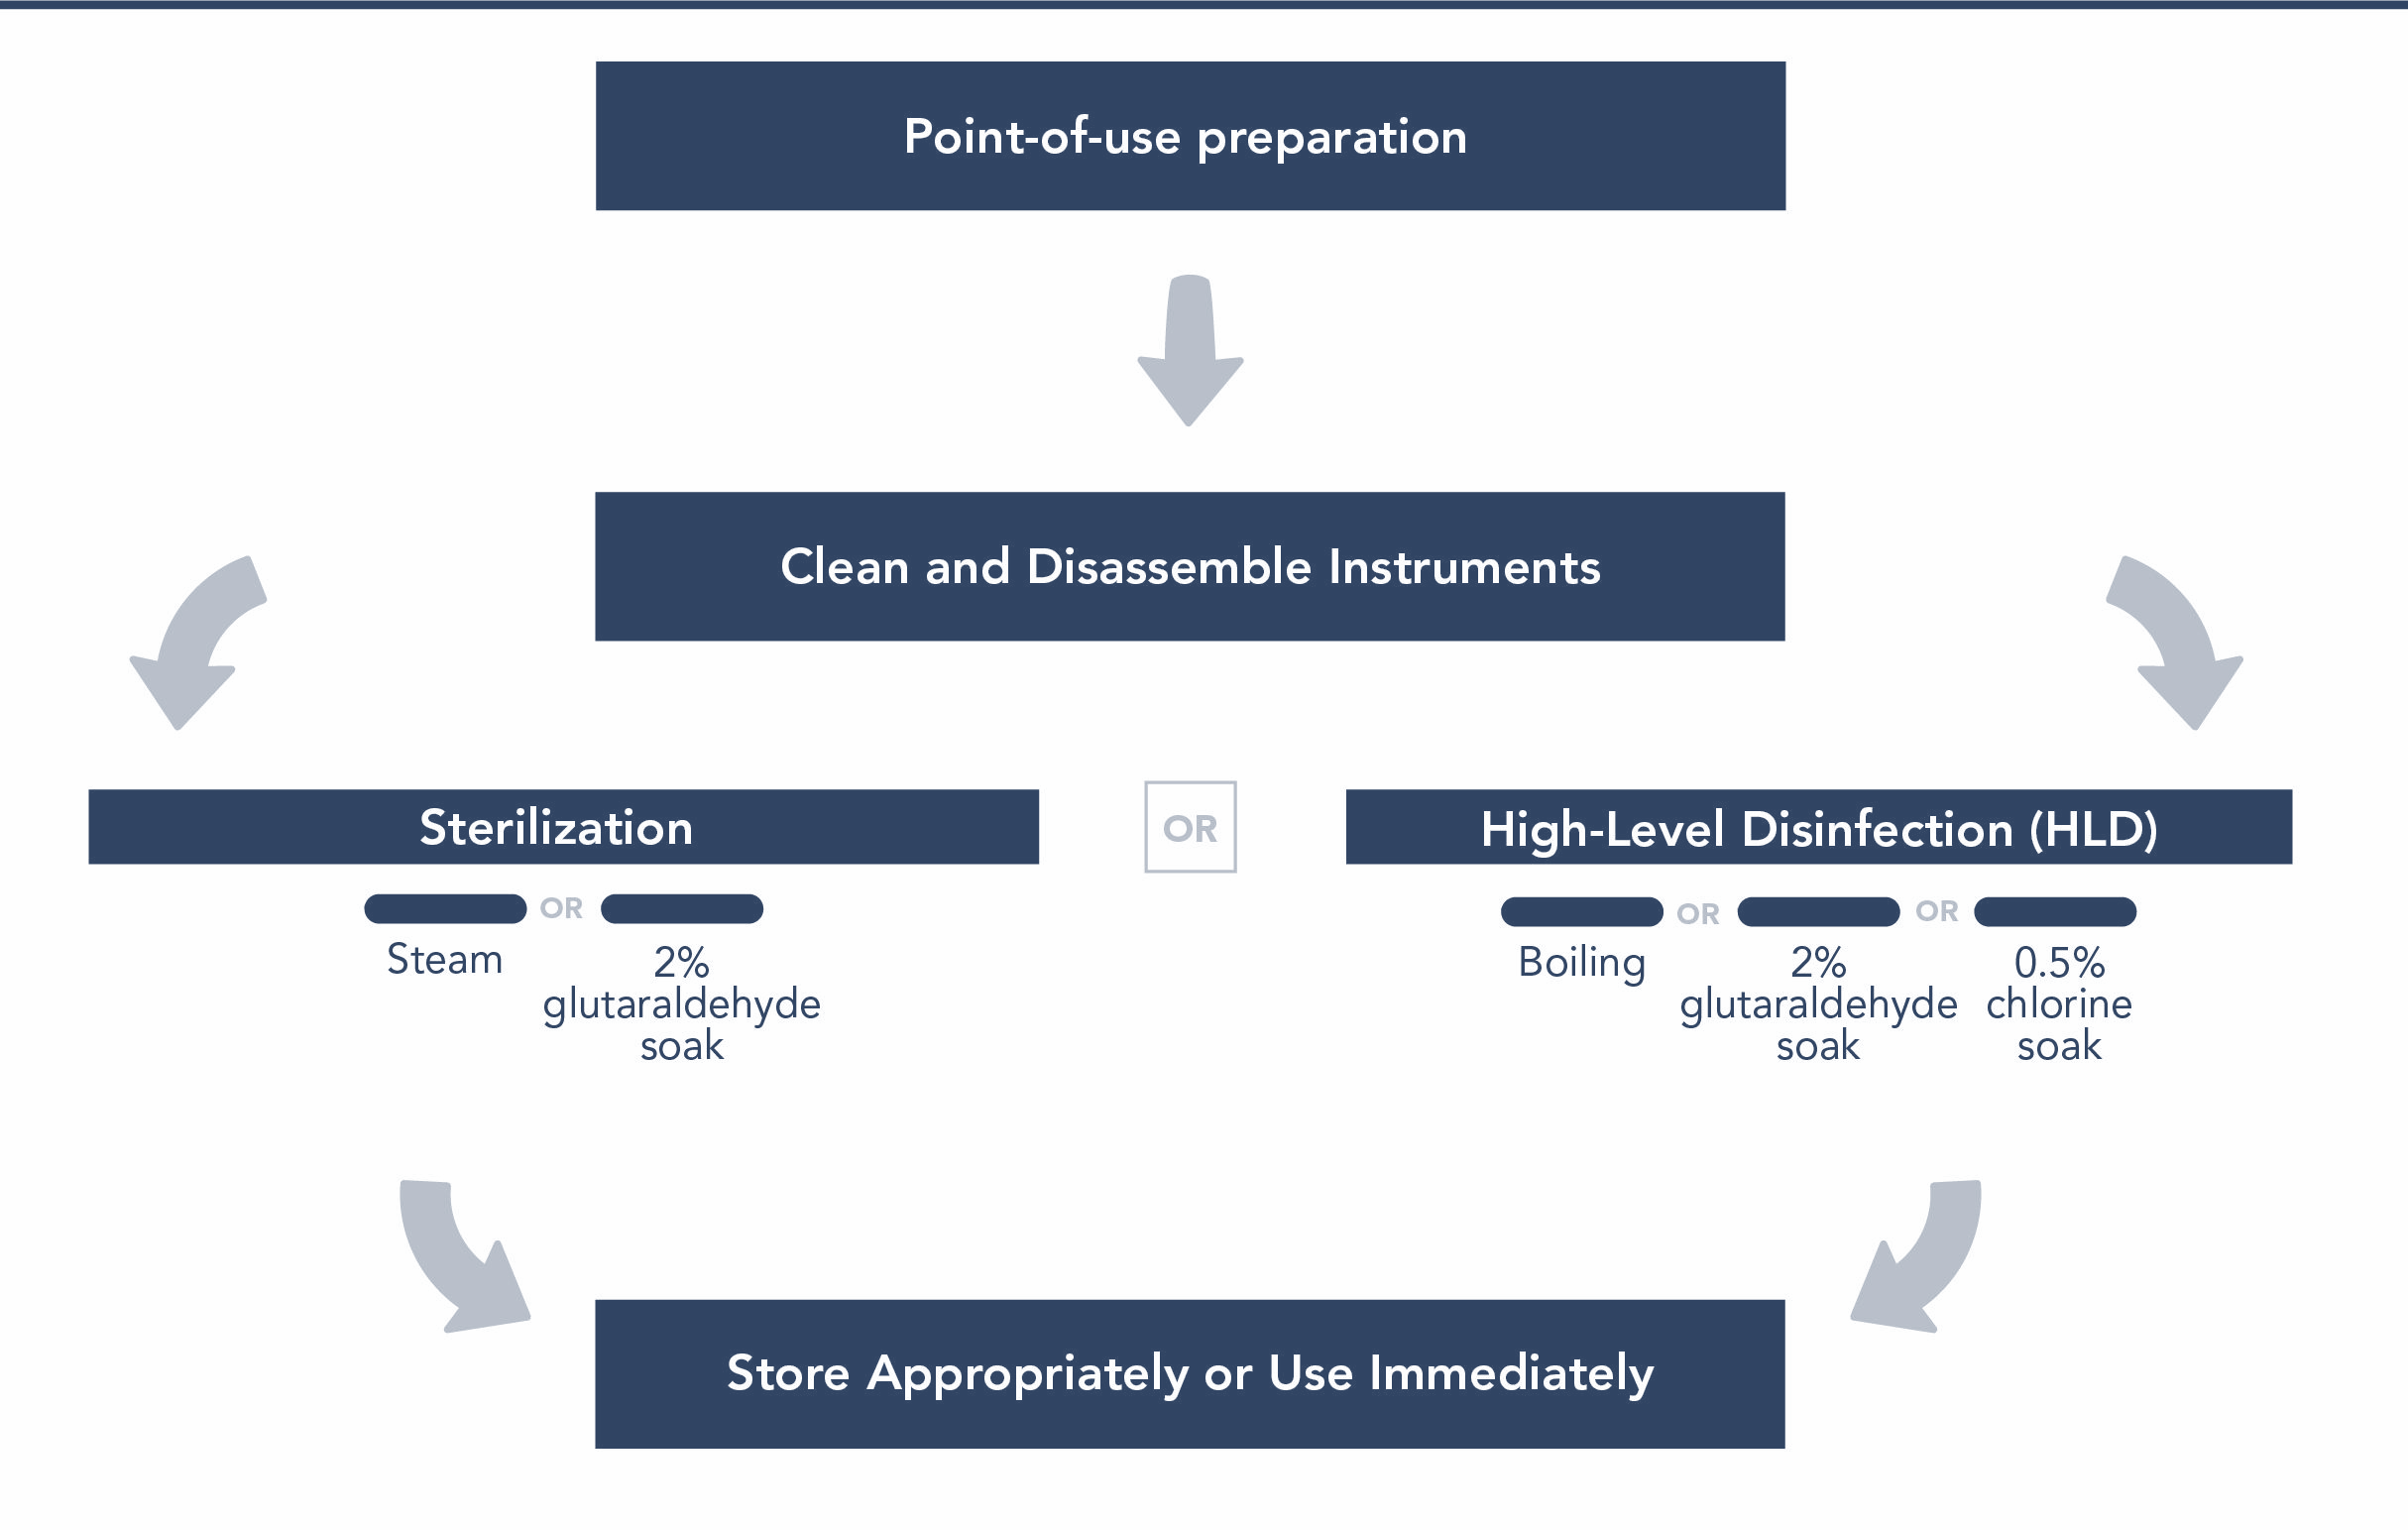 Point-of-use preparation
Clean and Disassemble Instruments
Sterilization
OR
High-Level Disinfection (HLD)
OR
Steam
2%
glutaraldehyde
soak
OR
OR
Boiling
2%
glutaraldehyde
soak
0.5%
chlorine
soak
Store Appropriately or Use Immediately